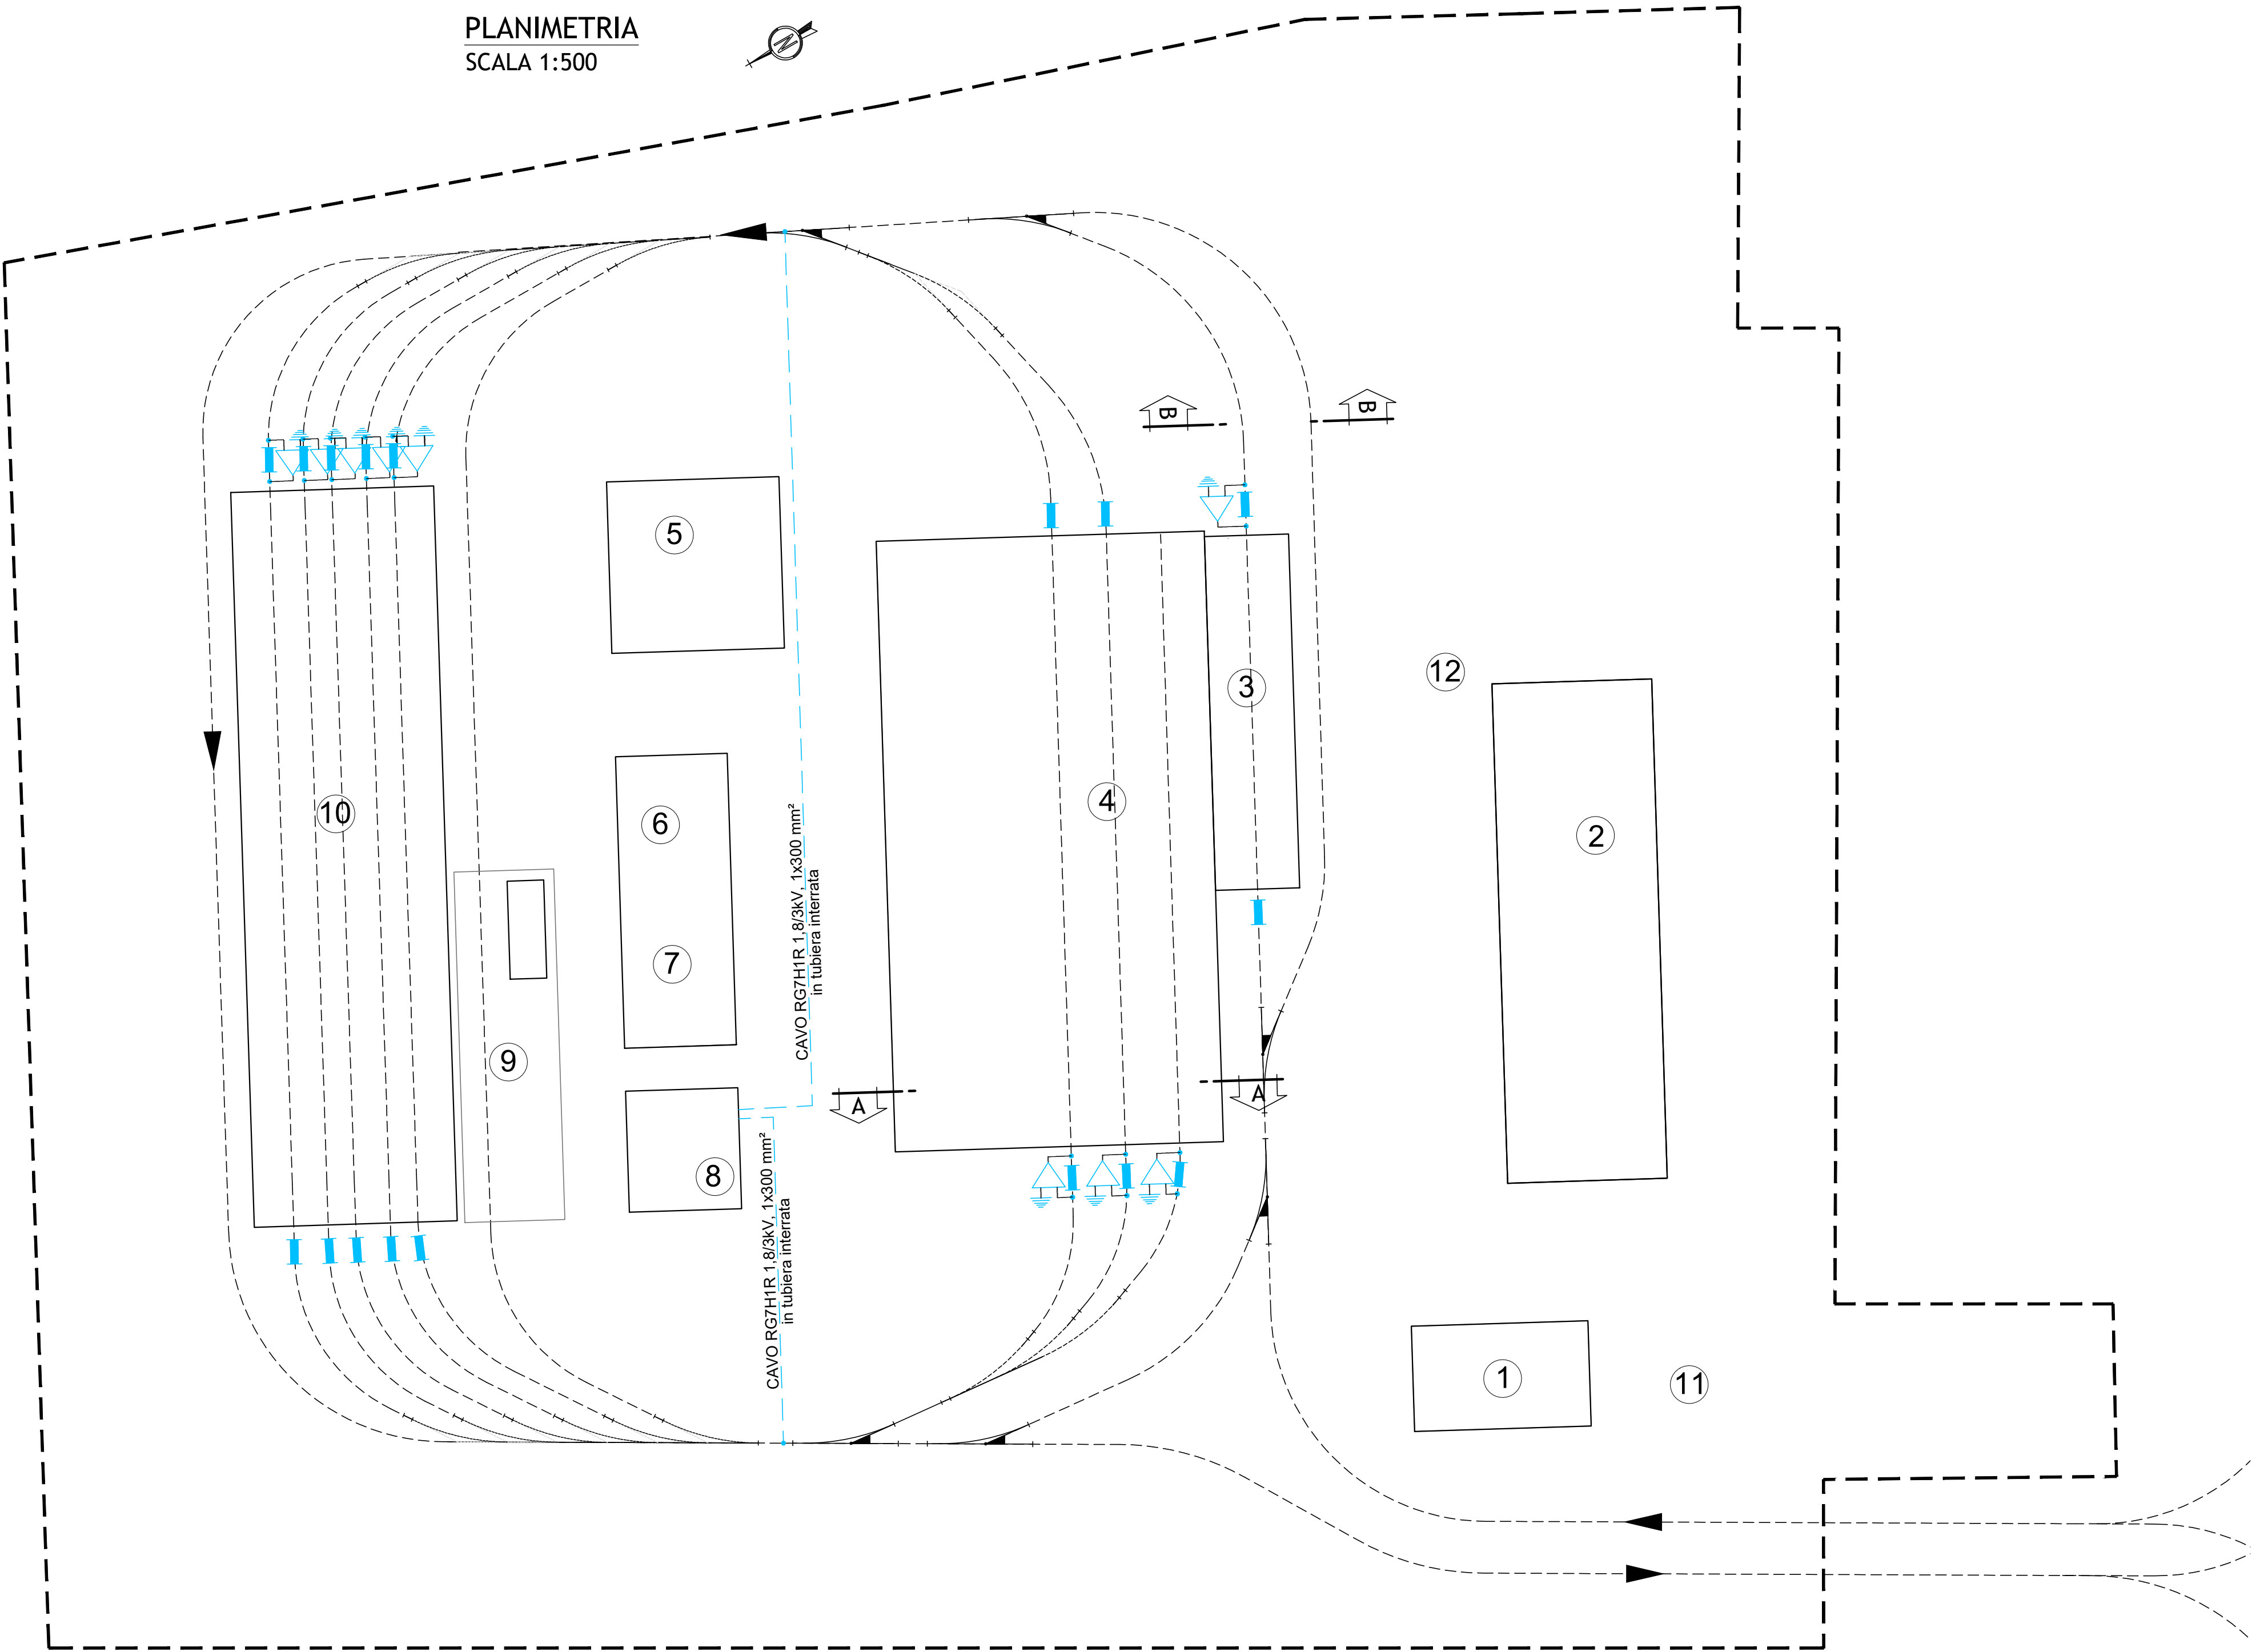 PLANIMETRIA
SCALA 1:500
N
B
B
5
3
12
4
10
6
2
CAVO RG7H1R 1,8/3kV, 1x300 mm²
in tubiera interrata
7
9
A
A
8
CAVO RG7H1R 1,8/3kV, 1x300 mm²
in tubiera interrata
1
11